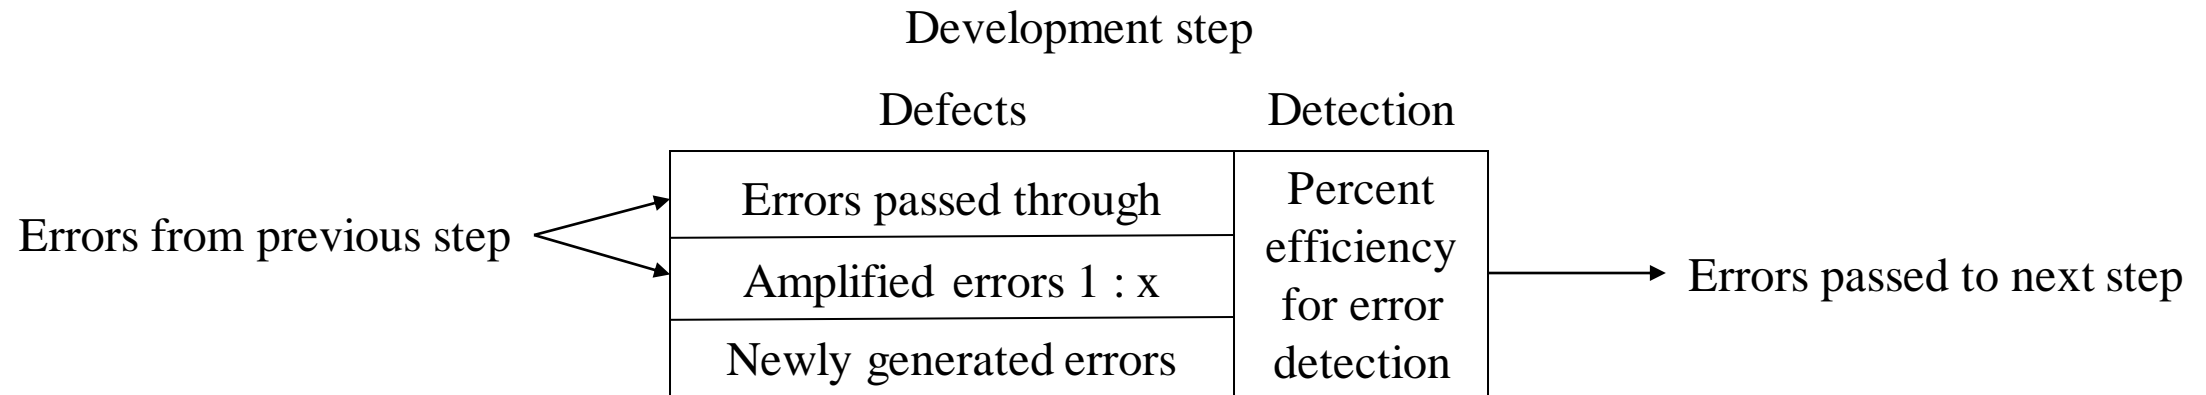 Development step
Defects
Detection
Errors from previous step
Errors passed through
Amplified errors 1 : x
Newly generated errors
Percent
efficiency
for error
detection
Errors passed to next step